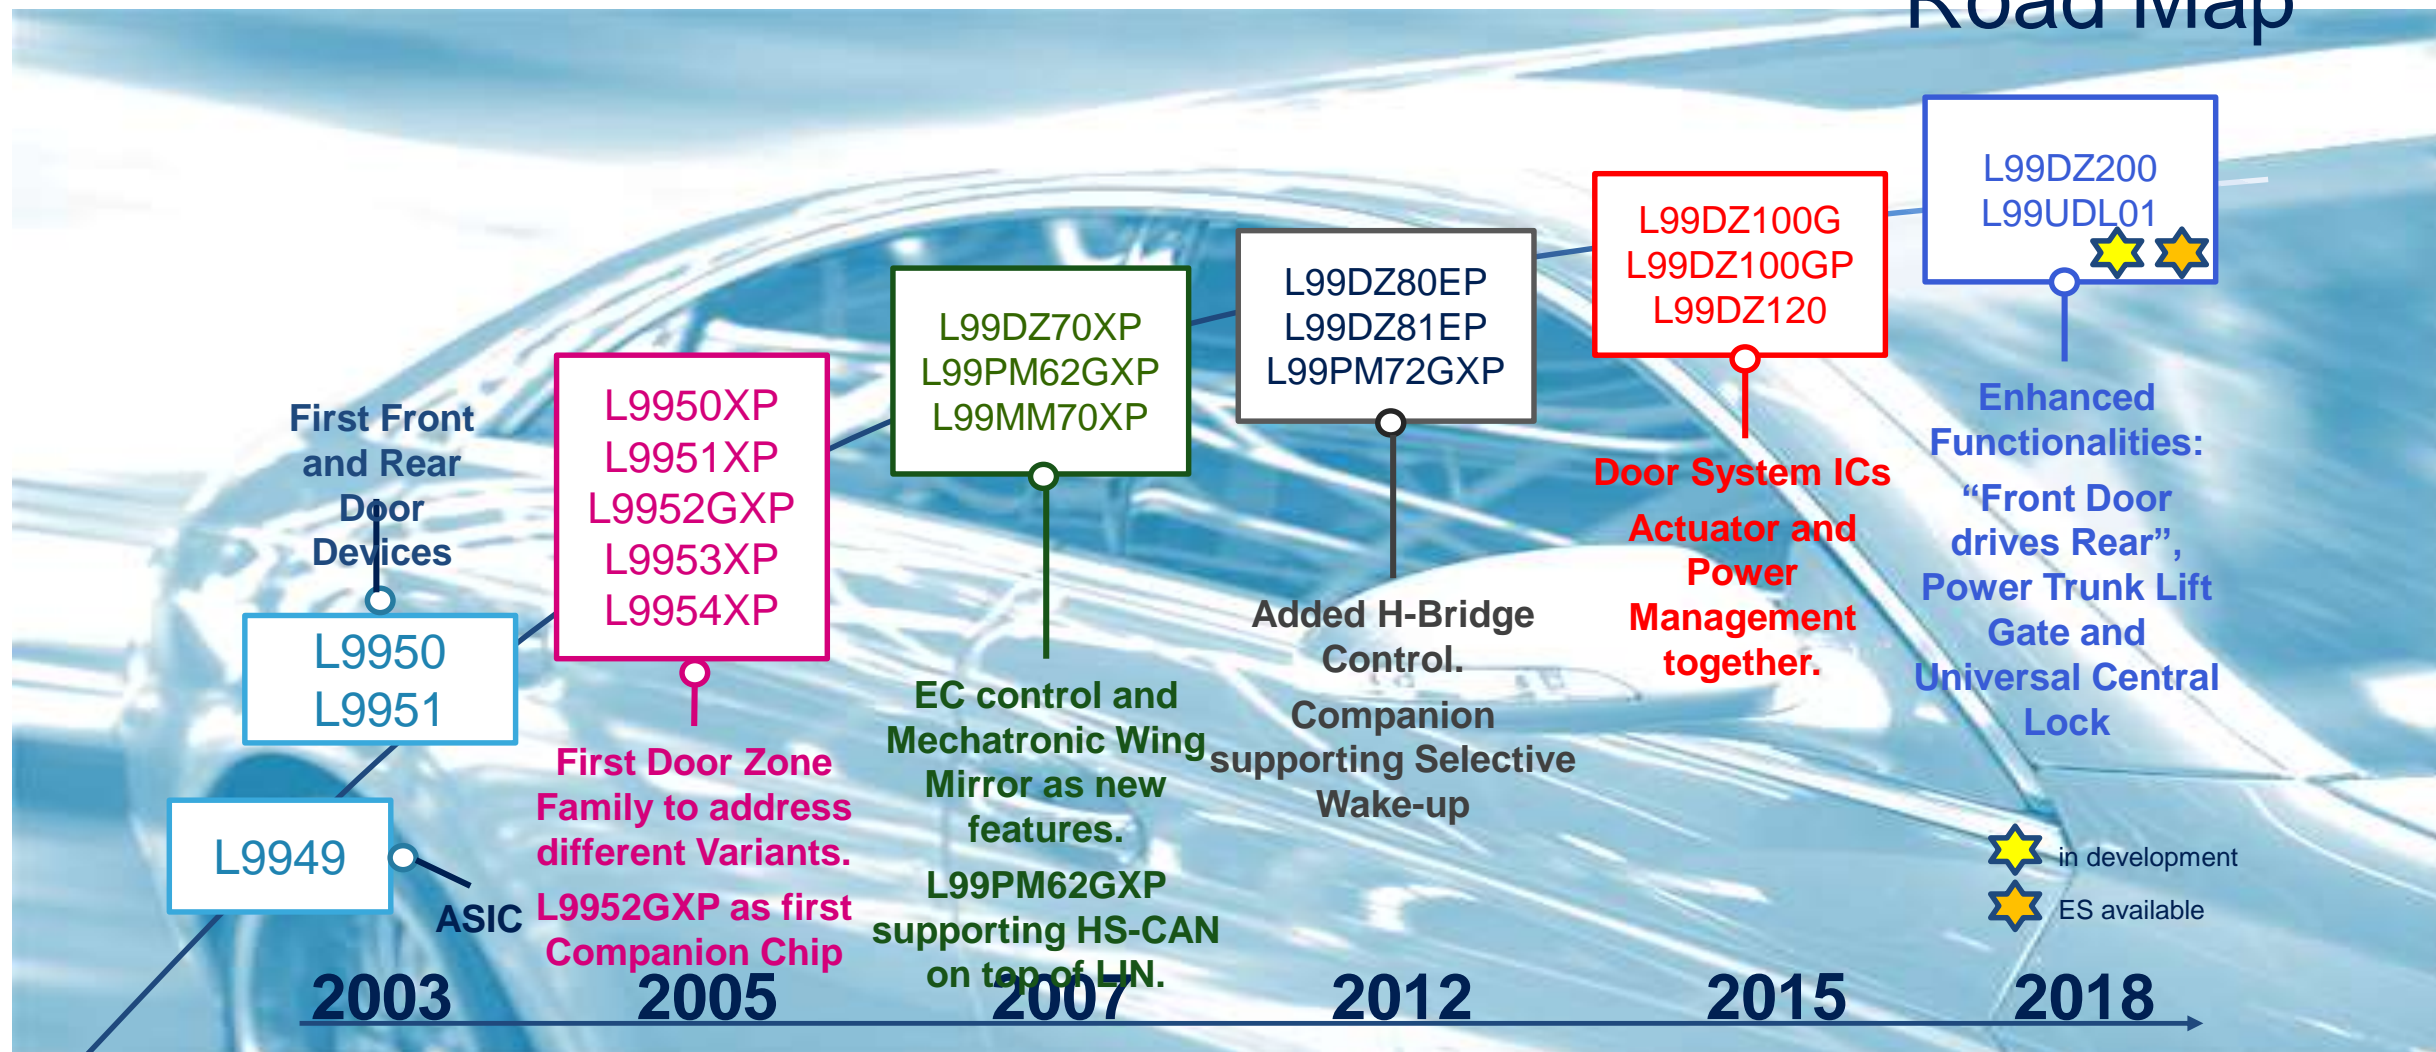 Road Map
L99DZ200
L99UDL01
L99DZ100G
L99DZ100GP
L99DZ120
L99DZ80EP
L99DZ81EP
L99PM72GXP
L99DZ70XP
L99PM62GXP
L99MM70XP
L9950XP
L9951XP
L9952GXP
L9953XP
L9954XP
First Front
and Rear
Door
Devices
L9950
L9951
L9949
ASIC
First Door Zone
Family to address
different Variants.
L9952GXP as first
Companion Chip
EC control and
Mechatronic Wing
Mirror as new
features.
L99PM62GXP
supporting HS-CAN
on top of LIN.
Added H-Bridge
Control.
Companion
supporting Selective
Wake-up
Door System ICs
Actuator and
Power
Management
together.
Enhanced
Functionalities:
“Front Door
drives Rear”,
Power Trunk Lift
Gate and
Universal Central
Lock
in development
ES available
2003
2005
2007
2012
2015
2018